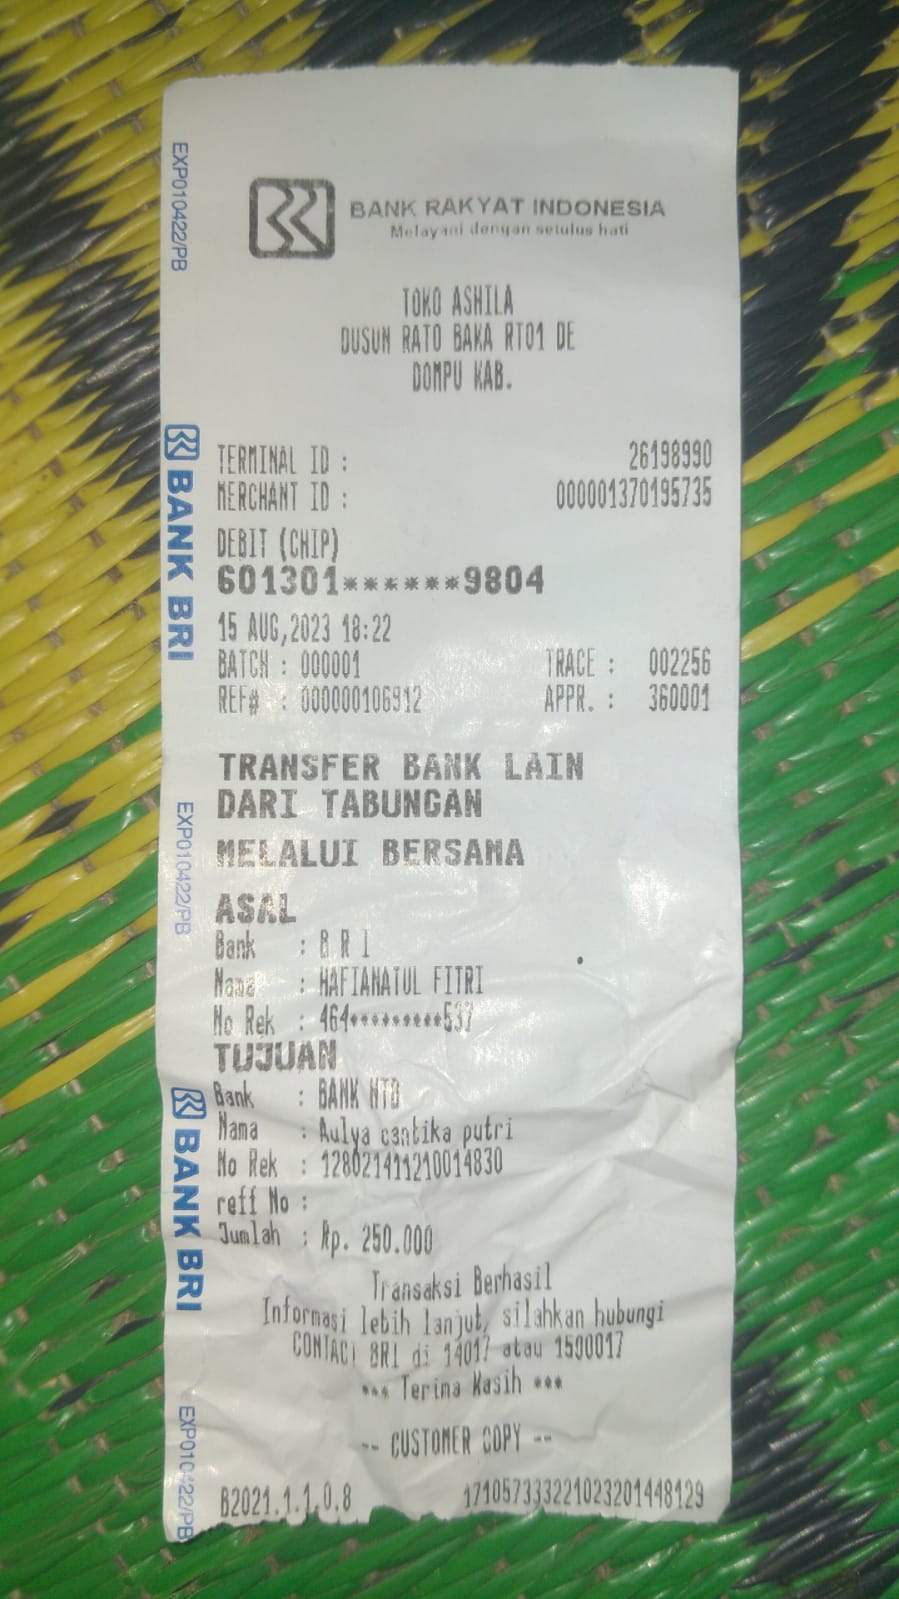 BANK RAKYAT INDONESIA
Melayani dengan setulus hati
TOKO ASHILA
DUSUN RATO BAKA RT01 DE
DOMPU KAB.
TERMINAL ID : 26198990
MERCHANT ID : 000001370195735
DEBIT (CHIP)
601301******9804
15 AUG,2023 18:22
BATCH : 000001 TRACE : 002256
REF# : 000000106912 APPR. : 360001
TRANSFER BANK LAIN
DARI TABUNGAN
MELALUI BERSAMA
ASAL
Bank : B R I
Nama : HAFIANATUL FITRI
No Rek : 464*********537
TUJUAN
Bank : BANK NTB
Nama : Aulya cantika putri
No Rek : 128021411210014830
reff No :
Jumlah : Rp. 250.000
Transaksi Berhasil
Informasi lebih lanjut, silahkan hubungi
CONTACT BRI di 14017 atau 1500017
*** Terima Kasih ***
-- CUSTOMER COPY --
B2021.1.1.0.8 1710573332210232014​48129
EXP010422/PB
BANK BRI
EXP010422/PB
BANK BRI
EXP010422/PB